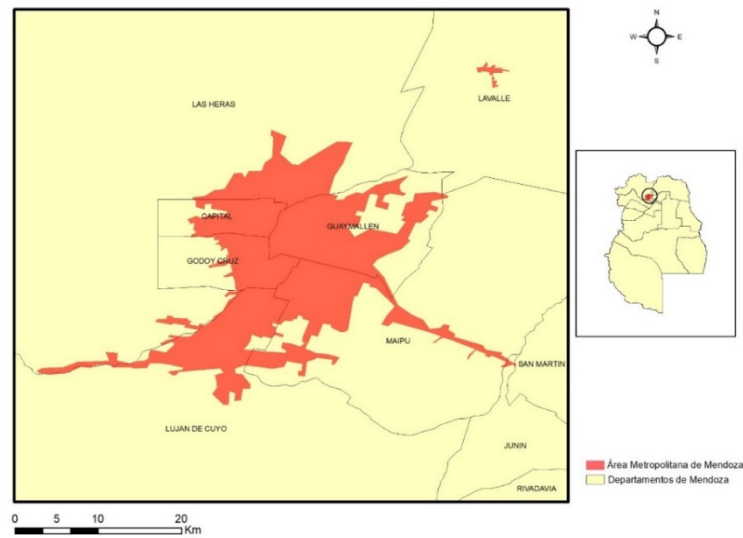 N
W E
S
LAVALLE
LAS HERAS
CAPITAL
GUAYMALLEN
GODOY CRUZ
MAIPU
SAN MARTIN
LUJAN DE CUYO
JUNIN
RIVADAVIA
Área Metropolitana de Mendoza
Departamentos de Mendoza
0 5 10 20
Km